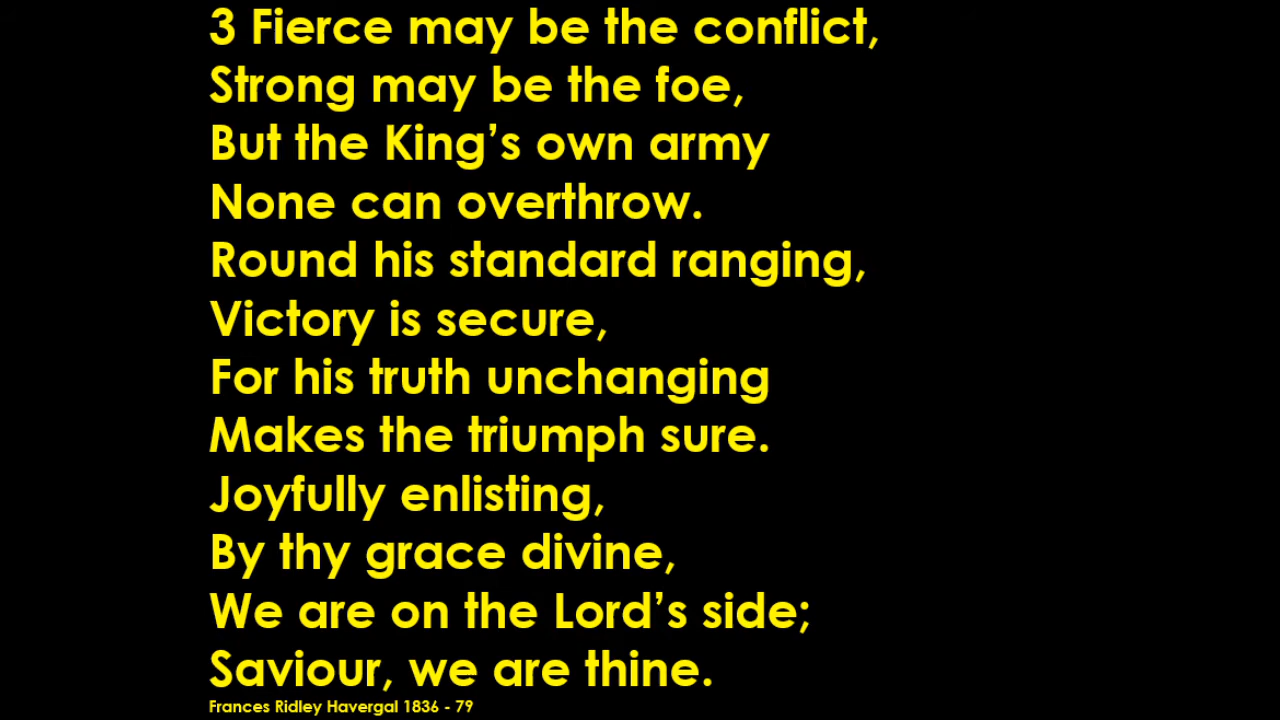 3 Fierce may be the conflict,
Strong may be the foe,
But the King’s own army
None can overthrow.
Round his standard ranging,
Victory is secure,
For his truth unchanging
Makes the triumph sure.
Joyfully enlisting,
By thy grace divine,
We are on the Lord’s side;
Saviour, we are thine.
Frances Ridley Havergal 1836 - 79